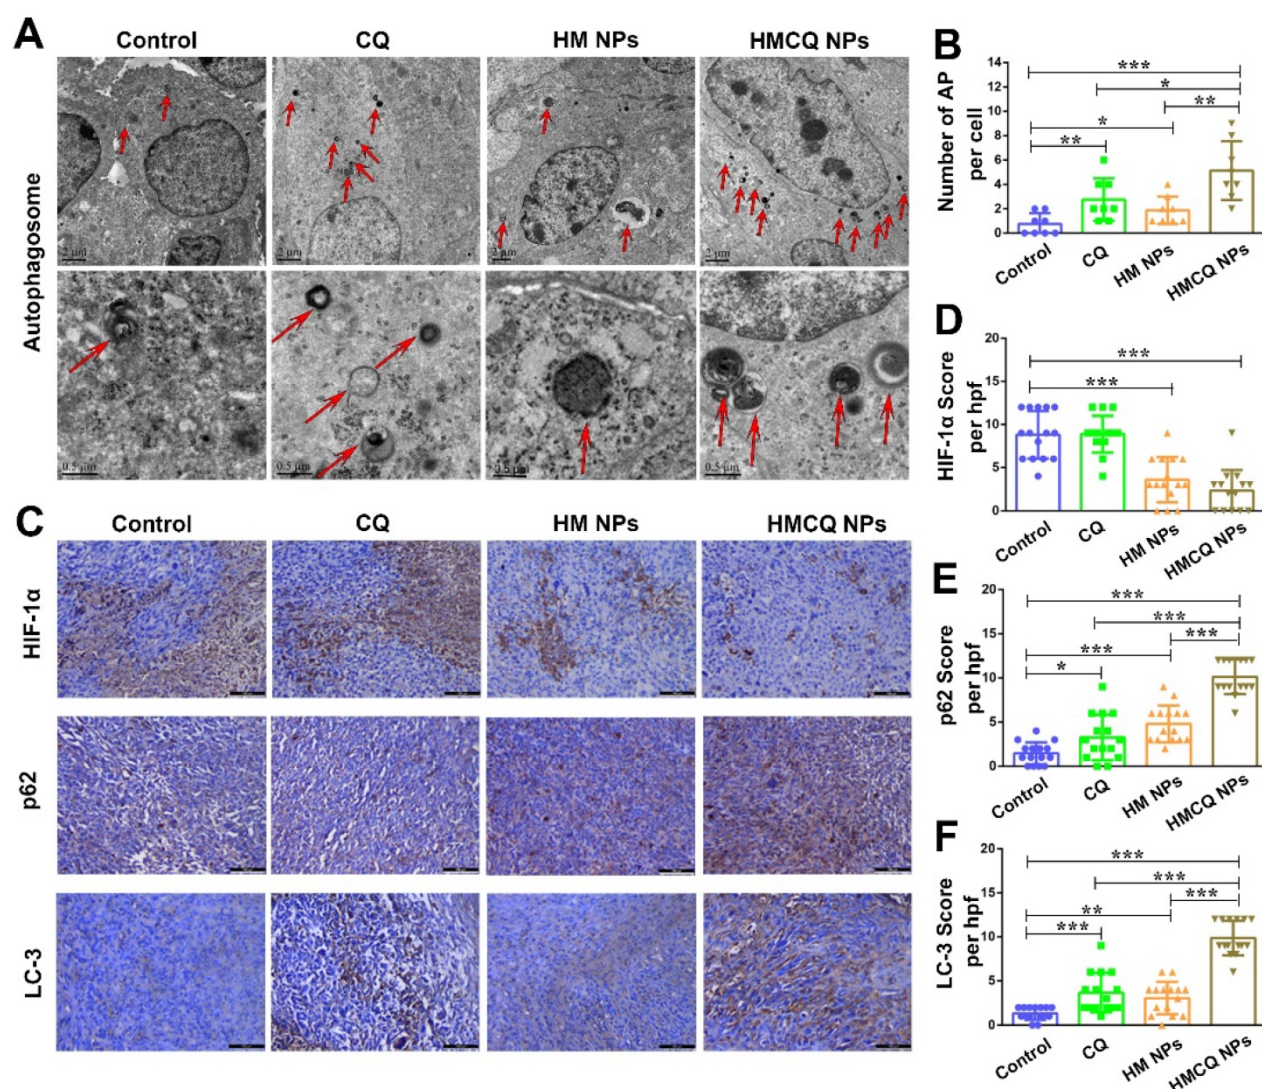 A
Control
CQ
HM NPs
HMCQ NPs
Autophagosome
2 μm
2 μm
2 μm
2 μm
0.5 μm
0.5 μm
0.5 μm
0.5 μm
B
Number of AP
per cell
14
12
10
8
6
4
2
0
***
*
**
*
**
Control
CQ
HM NPs
HMCQ NPs
C
Control
CQ
HM NPs
HMCQ NPs
HIF-1α
p62
LC-3
D
HIF-1α Score
per hpf
20
15
10
5
0
***
***
Control
CQ
HM NPs
HMCQ NPs
E
p62 Score
per hpf
20
15
10
5
0
***
***
***
***
*
Control
CQ
HM NPs
HMCQ NPs
F
LC-3 Score
per hpf
20
15
10
5
0
***
***
***
**
***
Control
CQ
HM NPs
HMCQ NPs